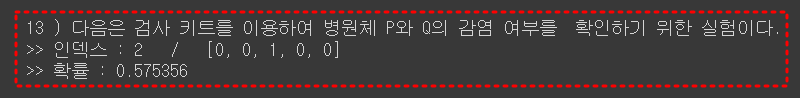 13 ) 다음은 검사 키트를 이용하여 병원체 P와 Q의 감염 여부를  확인하기 위한 실험이다.
>> 인덱스 : 2   /   [0, 0, 1, 0, 0]
>> 확률 : 0.575356